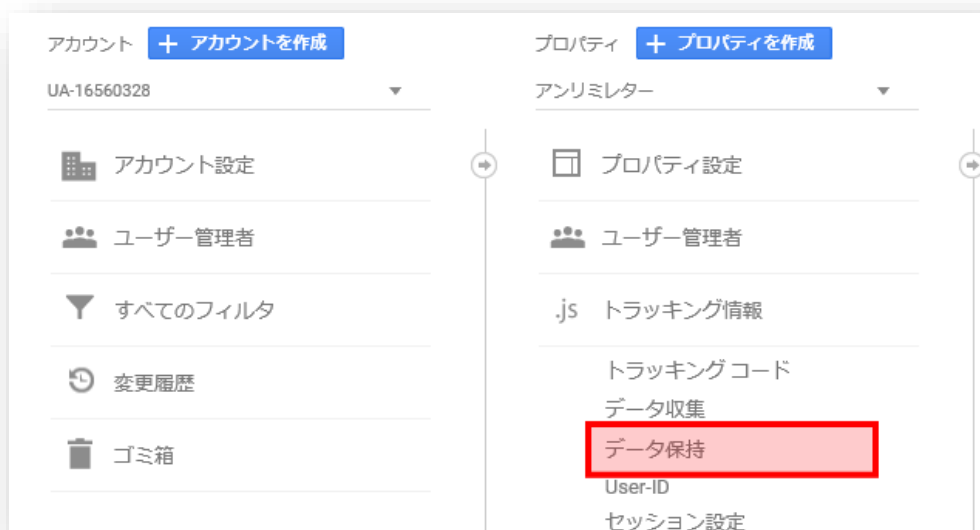 アカウント
＋ アカウントを作成
UA-16560328
アカウント設定
ユーザー管理者
すべてのフィルタ
変更履歴
ゴミ箱
プロパティ
＋ プロパティを作成
アンリミレター
プロパティ設定
ユーザー管理者
.js トラッキング情報
トラッキング コード
データ収集
データ保持
User-ID
セッション設定